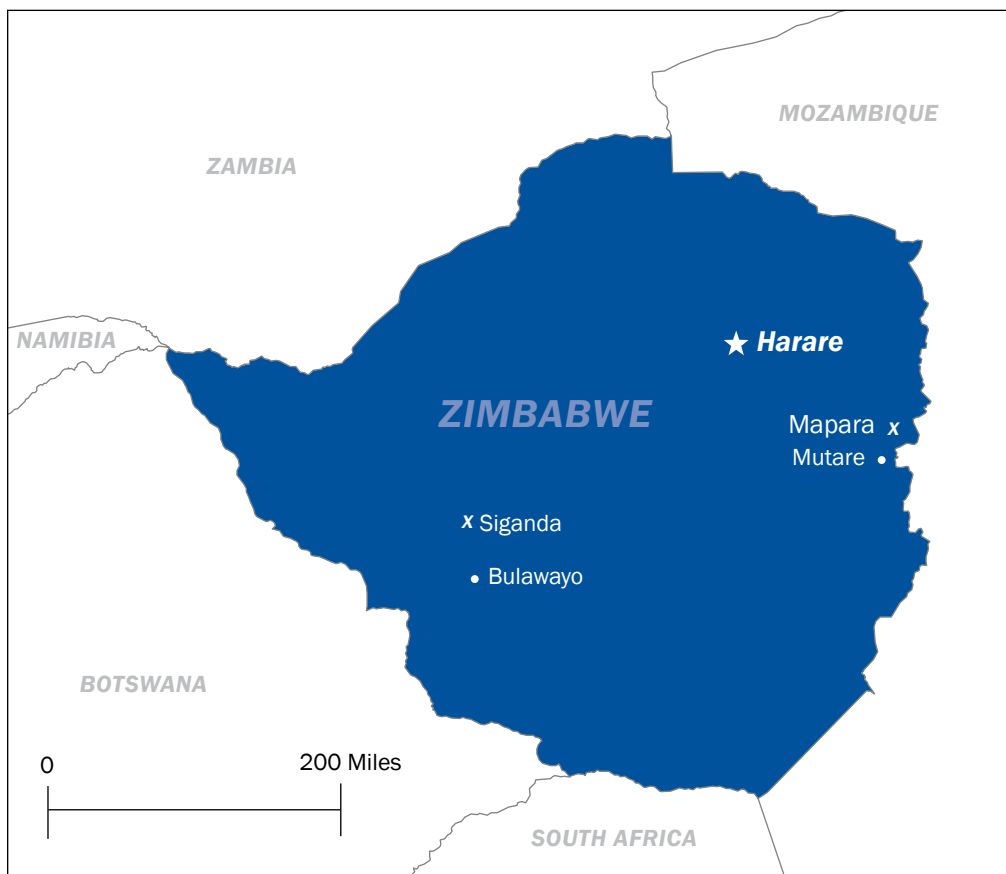 MOZAMBIQUE
ZAMBIA
NAMIBIA
Harare
ZIMBABWE
Mapara x
Mutare
x Siganda
Bulawayo
BOTSWANA
0 200 Miles
SOUTH AFRICA